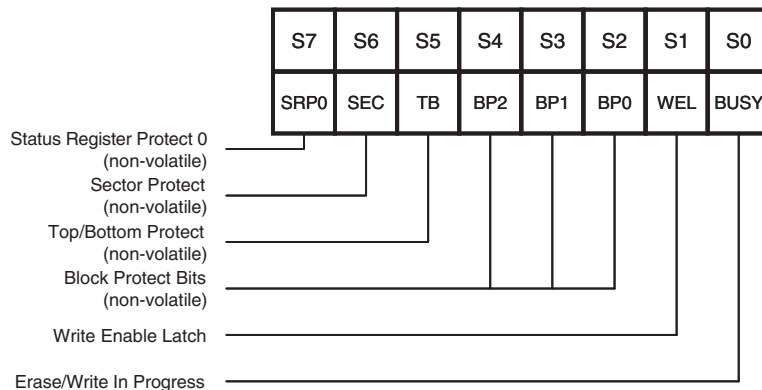 S7 S6 S5 S4 S3 S2 S1 S0
SRP0 SEC TB BP2 BP1 BP0 WEL BUSY
Status Register Protect 0
(non-volatile)
Sector Protect
(non-volatile)
Top/Bottom Protect
(non-volatile)
Block Protect Bits
(non-volatile)
Write Enable Latch
Erase/Write In Progress